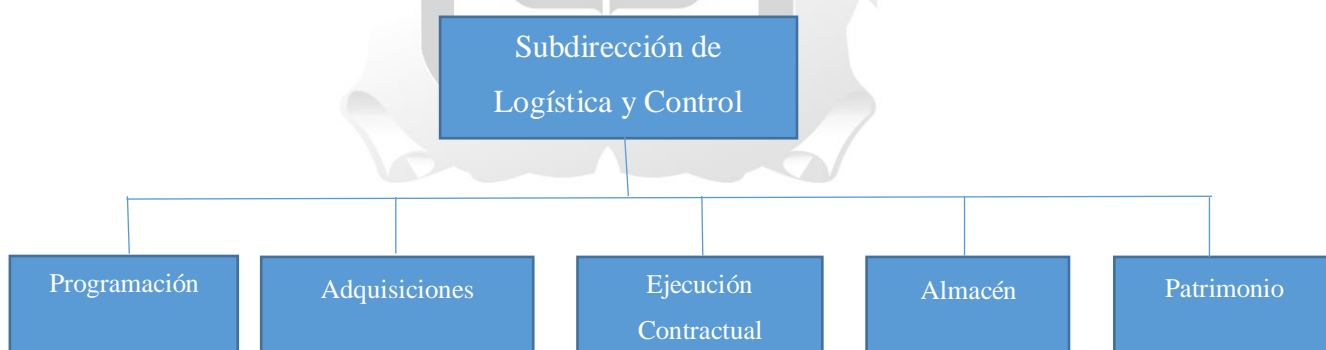 Subdirección de
Logística y Control
Programación
Adquisiciones
Ejecución
Contractual
Almacén
Patrimonio